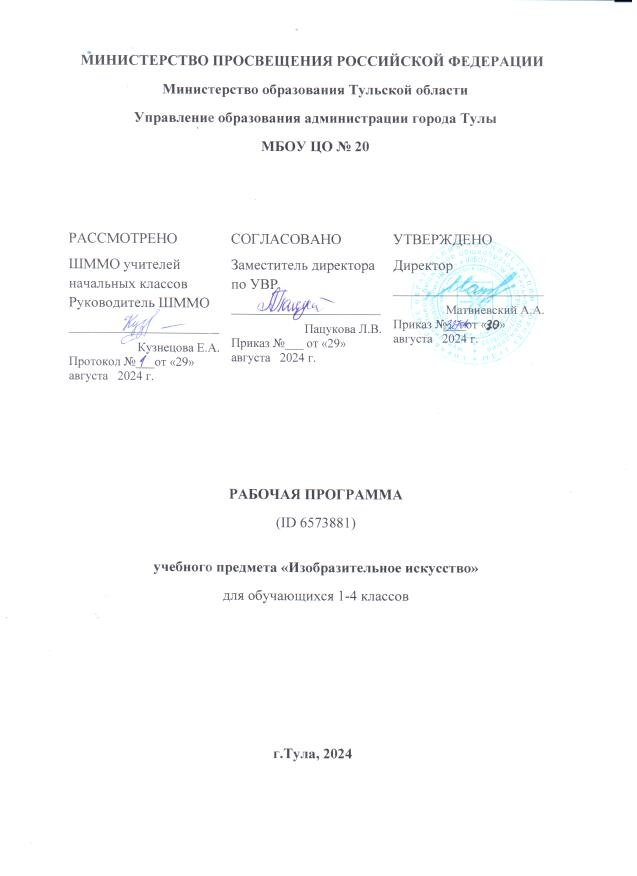 МИНИСТЕРСТВО ПРОСВЕЩЕНИЯ РОССИЙСКОЙ ФЕДЕРАЦИИ
Министерство образования Тульской области
Управление образования администрации города Тулы
МБОУ ЦО № 20
РАССМОТРЕНО
ШММО учителей
начальных классов
Руководитель ШММО
Кузнецова Е.А.
Протокол № 1 от «29»
августа 2024 г.
СОГЛАСОВАНО
Заместитель директора
по УВР.
Пацукова Л.В.
Приказ №___ от «29»
августа 2024 г.
УТВЕРЖДЕНО
Директор
Матвиевский А.А.
Приказ № от «30»
августа 2024 г.
РАБОЧАЯ ПРОГРАММА
(ID 6573881)
учебного предмета «Изобразительное искусство»
для обучающихся 1-4 классов
г.Тула, 2024